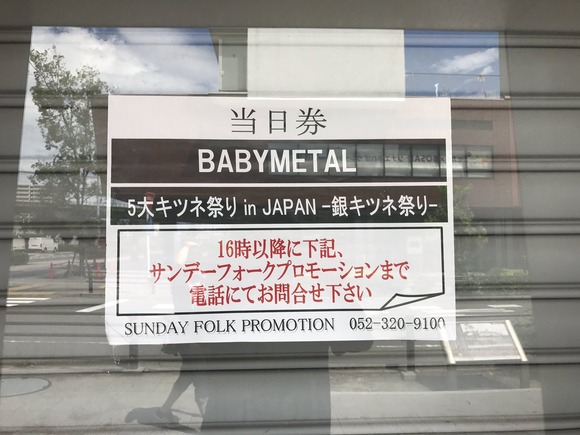 当日券
BABYMETAL
5大キツネ祭り in JAPAN -銀キツネ祭り-
16時以降に下記、
サンデーフォークプロモーションまで
電話にてお問合せ下さい
SUNDAY FOLK PROMOTION 052-320-9100